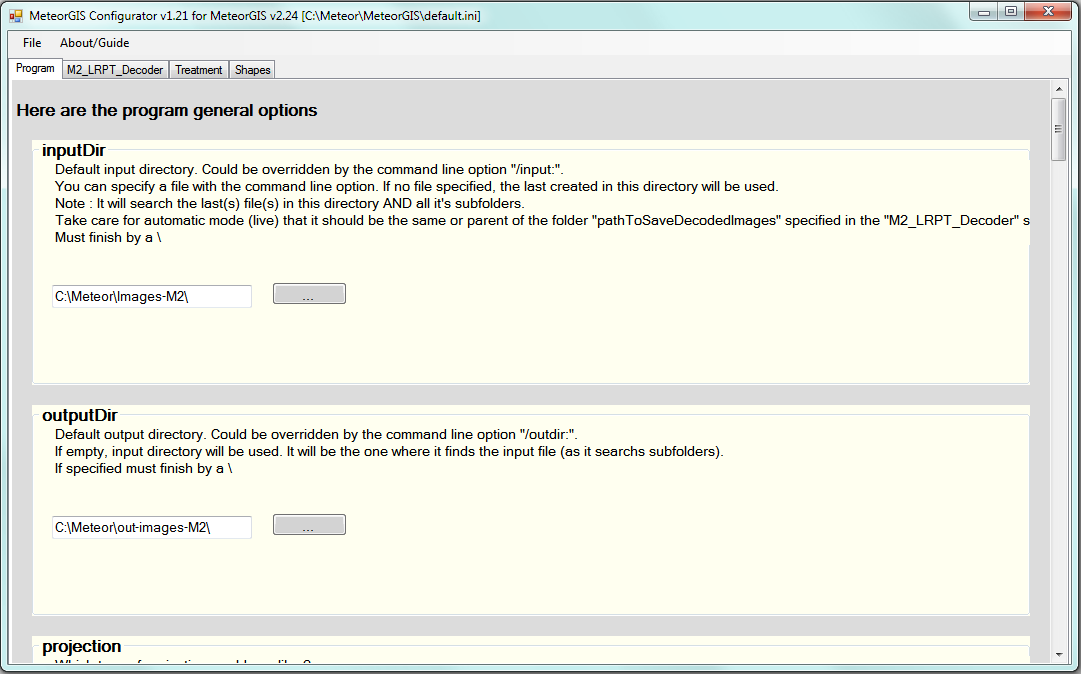 MeteorGIS Configurator v1.21 for MeteorGIS v2.24 [C:\Meteor\MeteorGIS\default.ini]
File About/Guide
Program M2_LRPT_Decoder Treatment Shapes
Here are the program general options
inputDir
Default input directory. Could be overridden by the command line option "/input:".
You can specify a file with the command line option. If no file specified, the last created in this directory will be used.
Note : It will search the last(s) file(s) in this directory AND all it's subfolders.
Take care for automatic mode (live) that it should be the same or parent of the folder "pathToSaveDecodedImages" specified in the "M2_LRPT_Decoder" s
Must finish by a \
C:\Meteor\Images-M2\ ...
outputDir
Default output directory. Could be overridden by the command line option "/outdir:".
If empty, input directory will be used. It will be the one where it finds the input file (as it searchs subfolders).
If specified must finish by a \
C:\Meteor\out-images-M2\ ...
projection